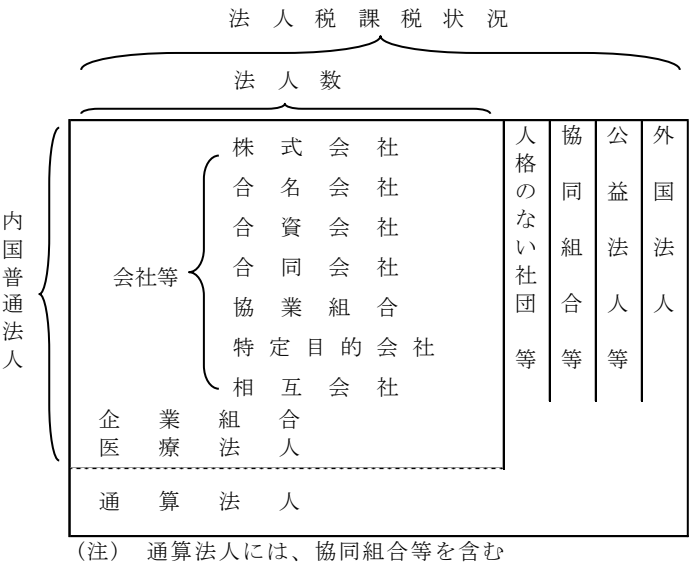 法人税課税状況
法人数
内国普通法人
会社等
株式会社
合名会社
合資会社
合同会社
協業組合
特定目的会社
相互会社
企業組合
医療法人
通算法人
人格のない社団等
協同組合等
公益法人等
外国法人
(注) 通算法人には、協同組合等を含む